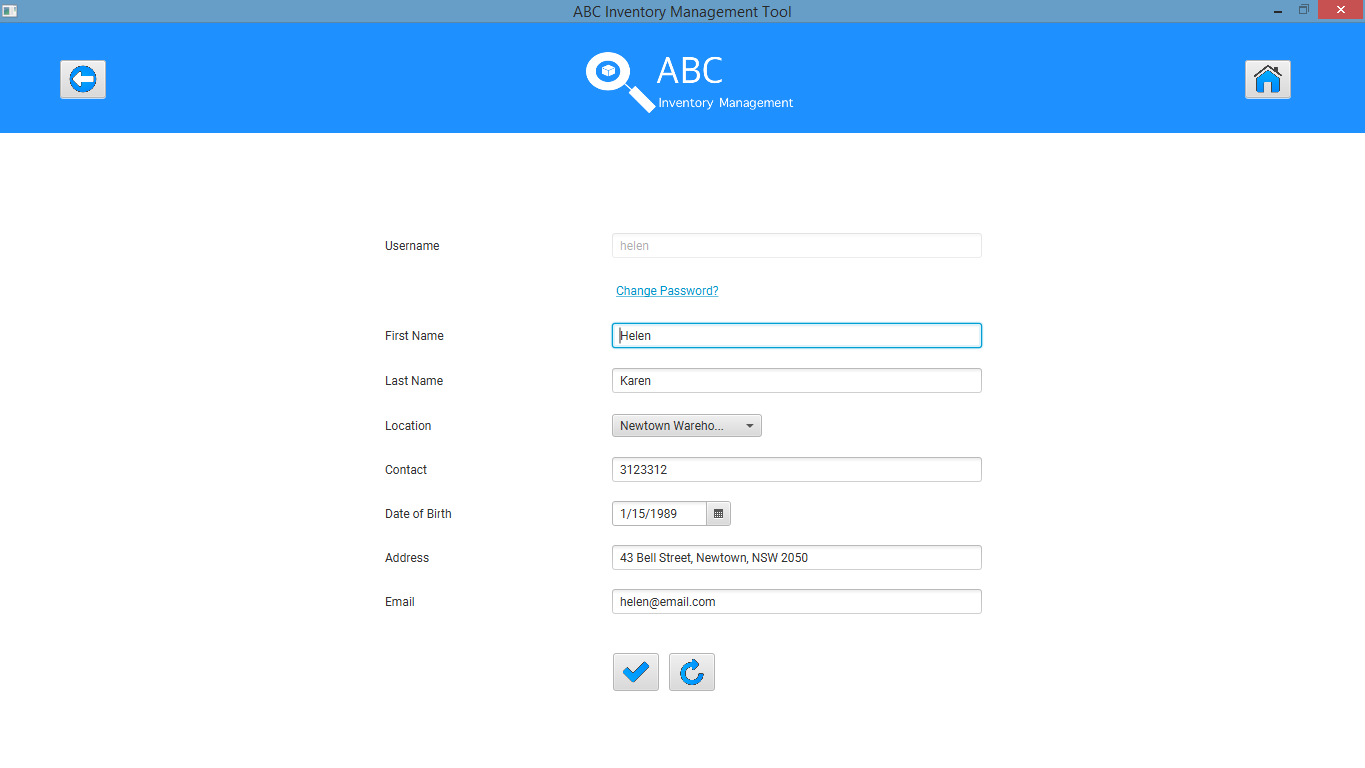 ABC Inventory Management Tool
ABC
Inventory Management
Username helen
Change Password?
First Name Helen
Last Name Karen
Location Newtown Wareho...
Contact 3123312
Date of Birth 1/15/1989
Address 43 Bell Street, Newtown, NSW 2050
Email helen@email.com